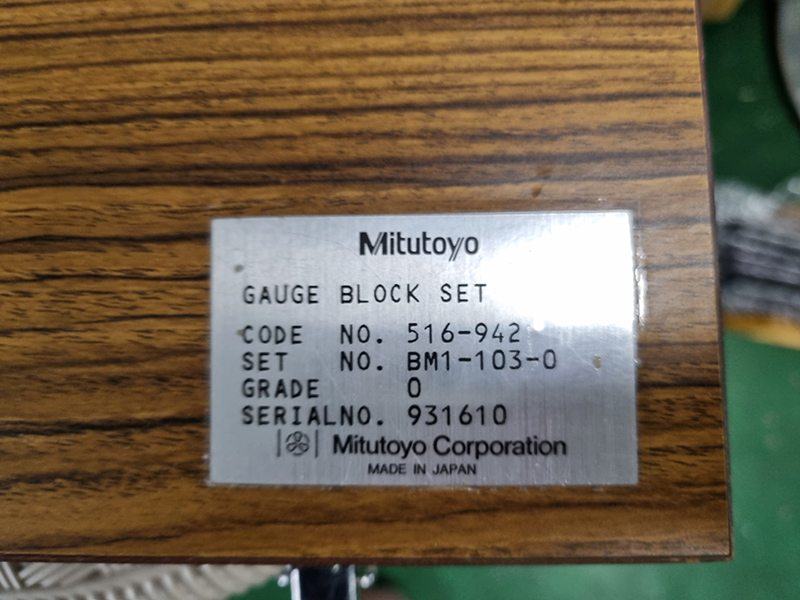 Mitutoyo
GAUGE BLOCK SET
CODE NO. 516-942
SET NO. BM1-103-0
GRADE 0
SERIALNO. 931610
Mitutoyo Corporation
MADE IN JAPAN